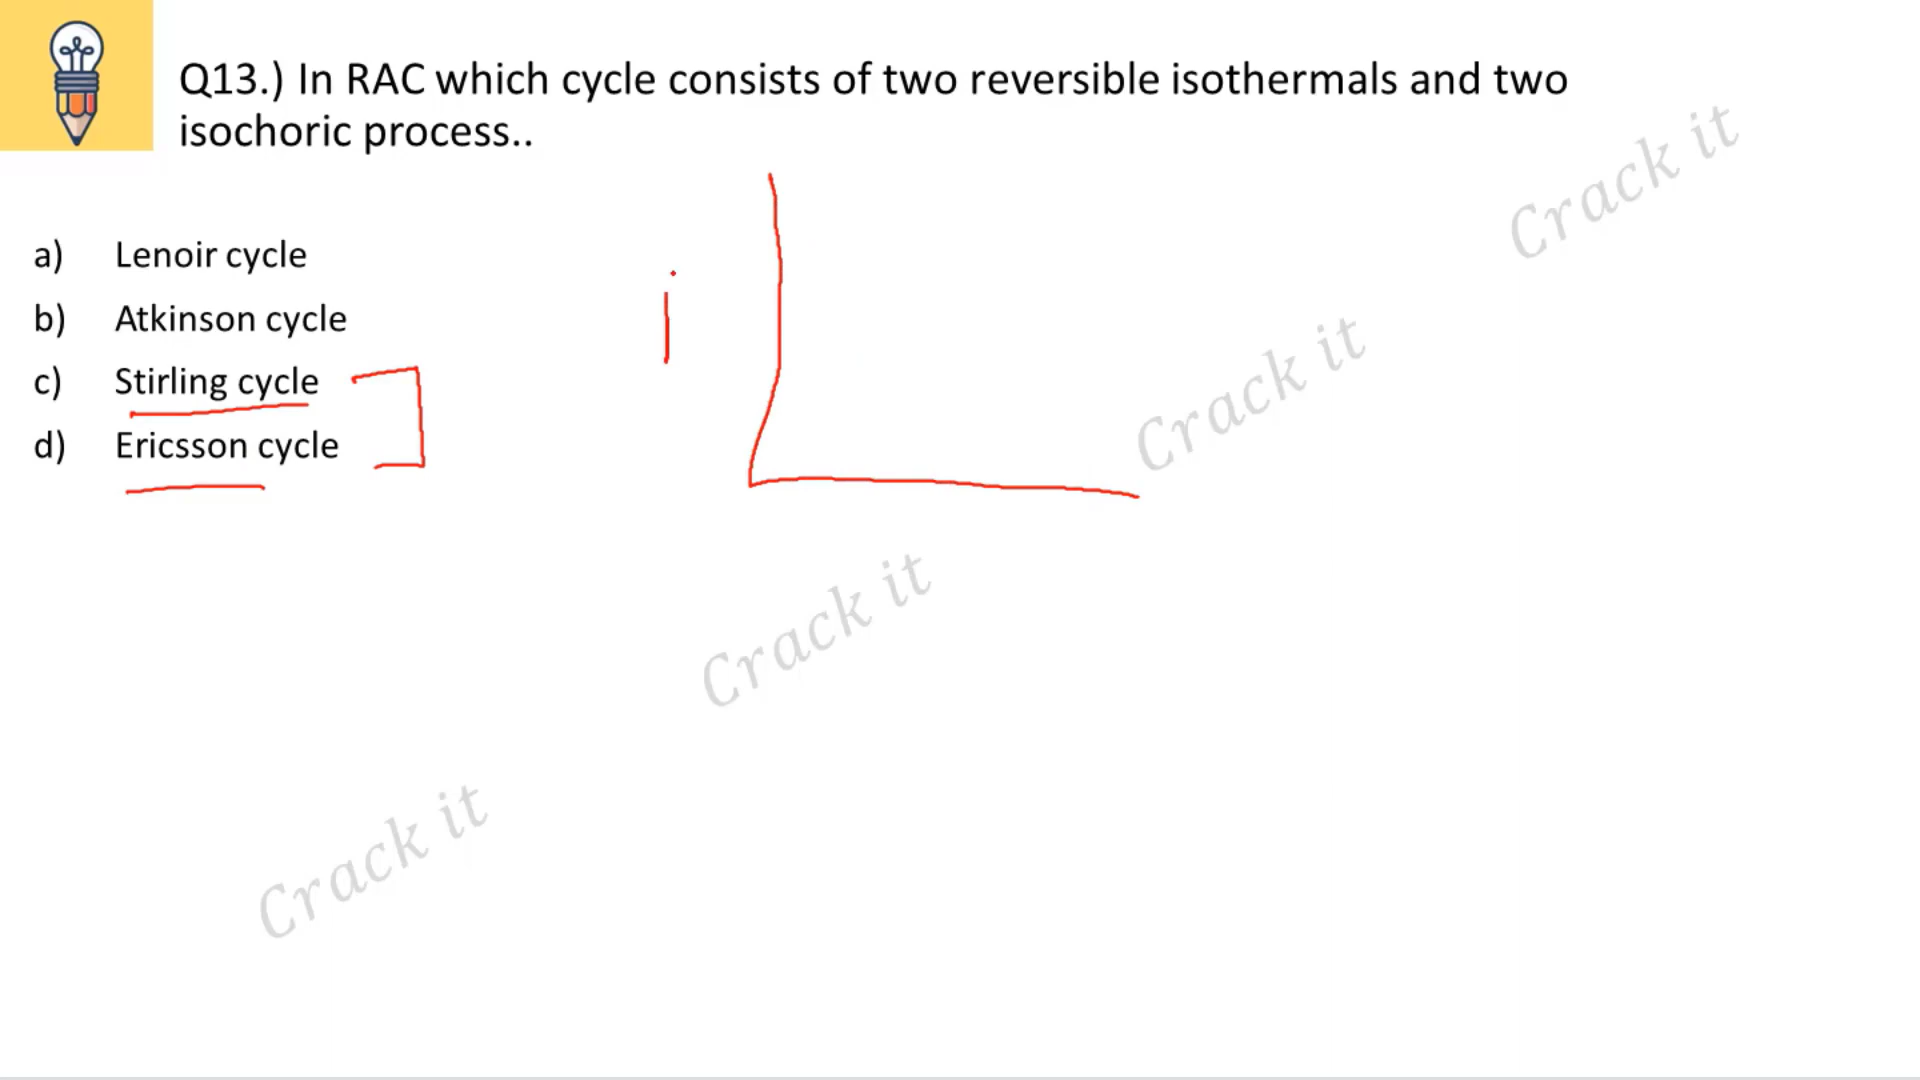 Q13.) In RAC which cycle consists of two reversible isothermals and two
isochoric process..
a) Lenoir cycle
b) Atkinson cycle
c) Stirling cycle
d) Ericsson cycle
i
Crack it
Crack it
Crack it
Crack it